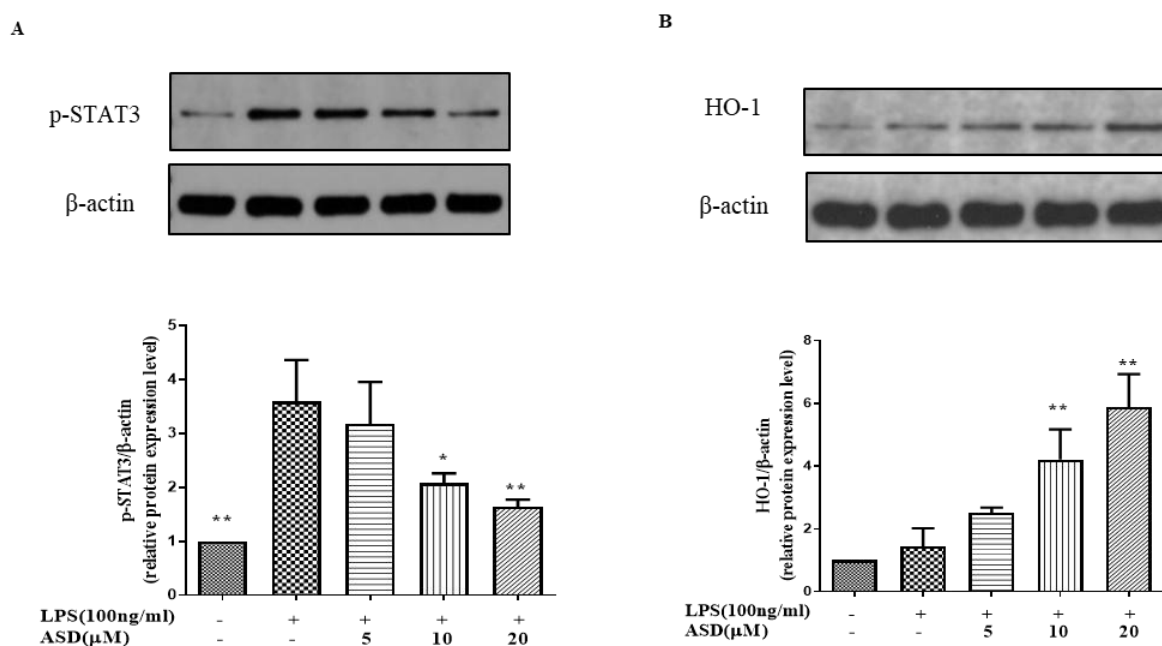 A
p-STAT3
β-actin
p-STAT3/β-actin
(relative protein expression level)
5
4
3
2
1
0
**
*
**
LPS(100ng/ml) - + + + +
ASD(μM) - - 5 10 20
B
HO-1
β-actin
HO-1/β-actin
(relative protein expression level)
8
6
4
2
0
**
**
LPS(100ng/ml) - + + + +
ASD(μM) - - 5 10 20